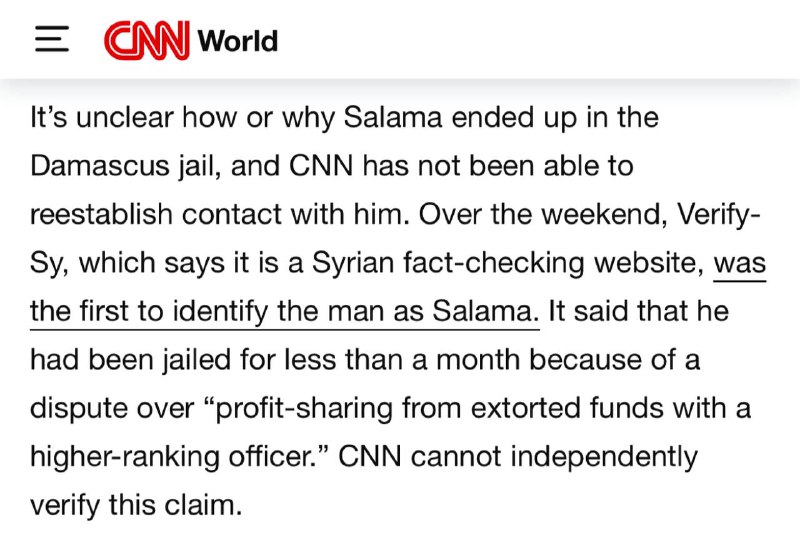 CNN World
It’s unclear how or why Salama ended up in the
Damascus jail, and CNN has not been able to
reestablish contact with him. Over the weekend, Verify-
Sy, which says it is a Syrian fact-checking website, was
the first to identify the man as Salama. It said that he
had been jailed for less than a month because of a
dispute over “profit-sharing from extorted funds with a
higher-ranking officer.” CNN cannot independently
verify this claim.